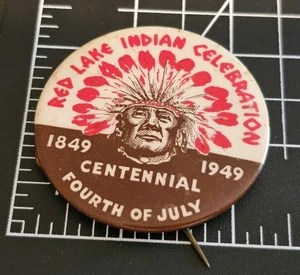 RED LAKE INDIAN CELEBRATION
1849
1949
CENTENNIAL
FOURTH OF JULY